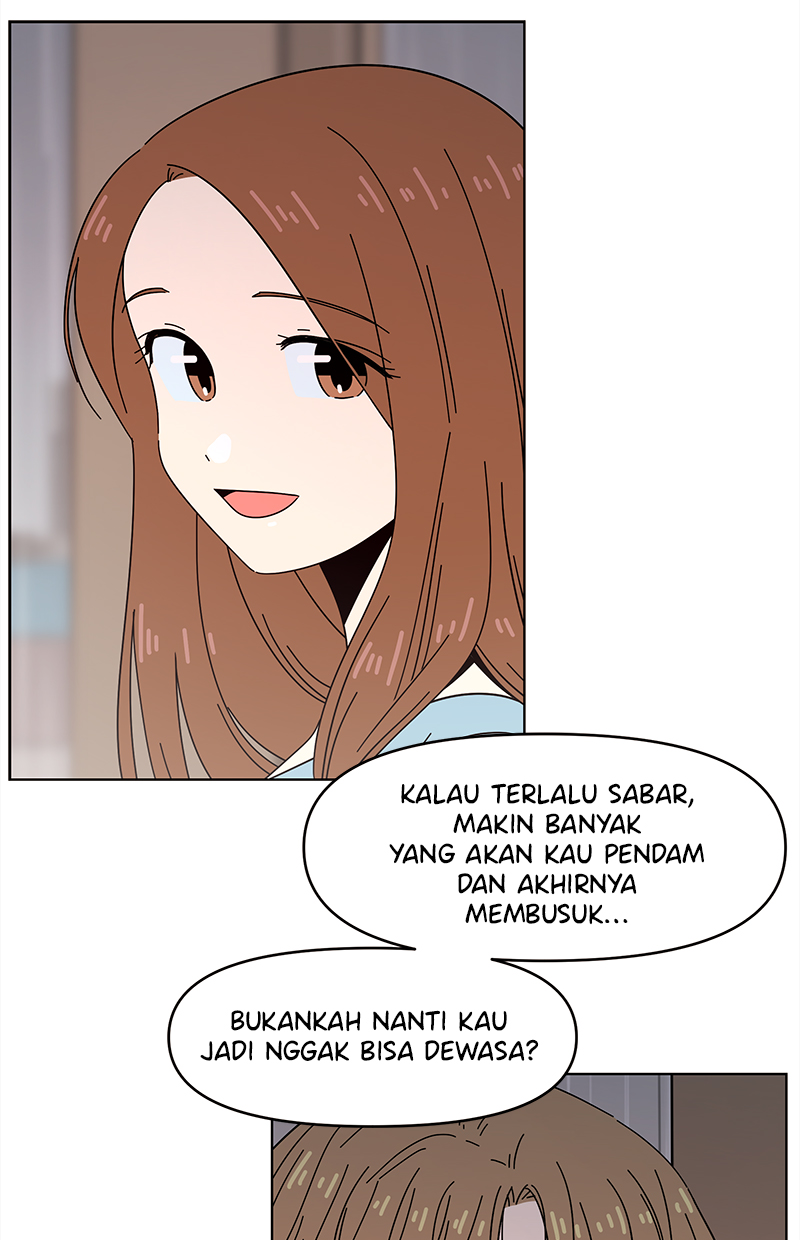 KALAU TERLALU SABAR,
MAKIN BANYAK
YANG AKAN KAU PENDAM
DAN AKHIRNYA
MEMBUSUK...
BUKANKAH NANTI KAU
JADI NGGAK BISA DEWASA?